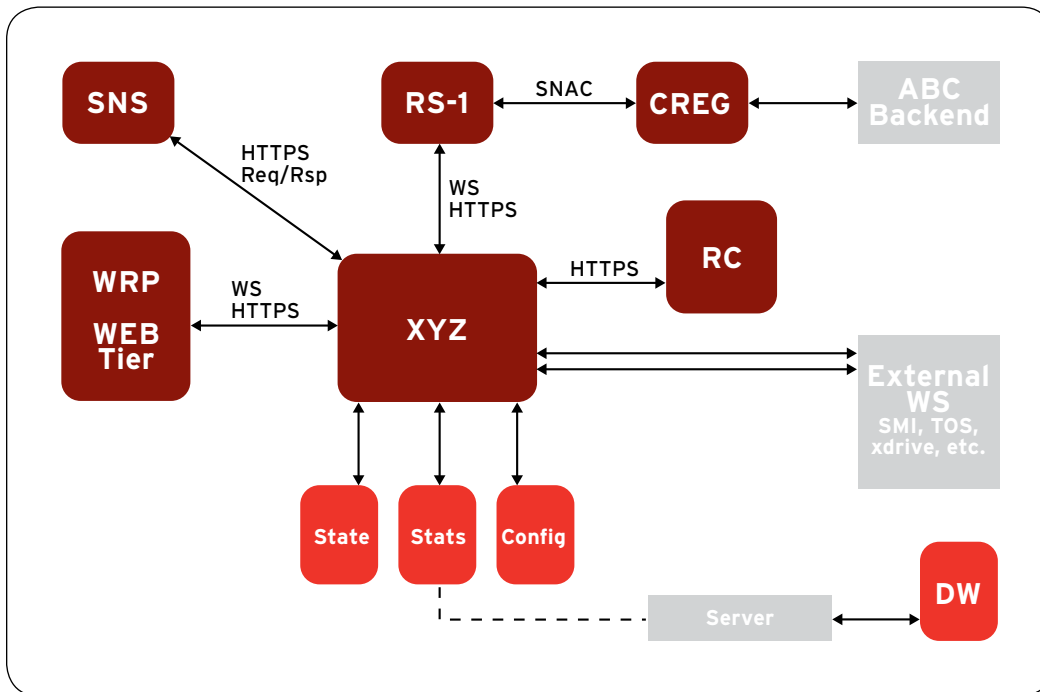 SNS
RS-1
SNAC
CREG
ABC
Backend
HTTPS
Req/Rsp
WS
HTTPS
WRP
WEB
Tier
WS
HTTPS
XYZ
HTTPS
RC
External
WS
SMI, TOS,
xdrive, etc.
State
Stats
Config
Server
DW